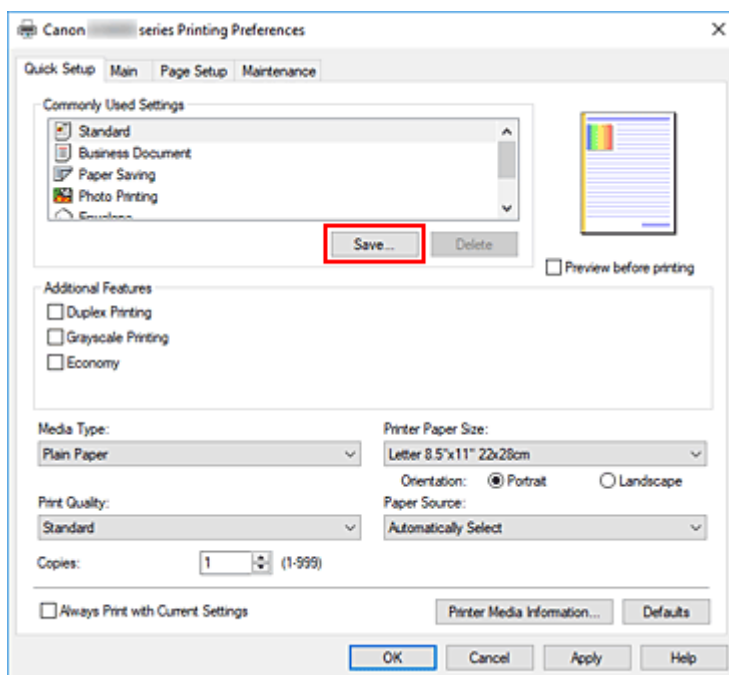 Canon series Printing Preferences
Quick Setup Main Page Setup Maintenance
Commonly Used Settings
Standard
Business Document
Paper Saving
Photo Printing
Envelope
Save... Delete
Preview before printing
Additional Features
Duplex Printing
Grayscale Printing
Economy
Media Type: Printer Paper Size:
Plain Paper Letter 8.5"x11" 22x28cm
Orientation: Portrait Landscape
Print Quality: Paper Source:
Standard Automatically Select
Copies: 1 (1-999)
Always Print with Current Settings Printer Media Information... Defaults
OK Cancel Apply Help